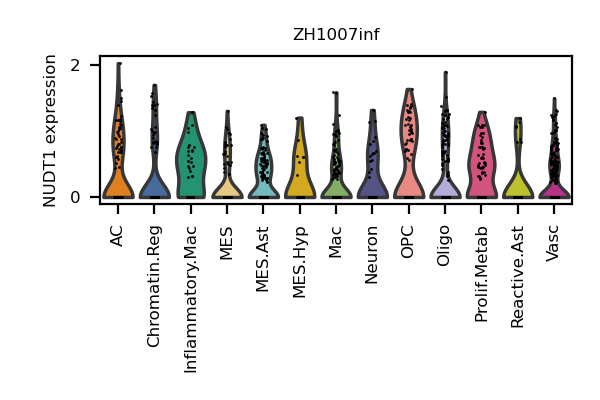 ZH1007inf
NUDT1 expression
2
0
AC
Chromatin.Reg
Inflammatory.Mac
MES
MES.Ast
MES.Hyp
Mac
Neuron
OPC
Oligo
Prolif.Metab
Reactive.Ast
Vasc